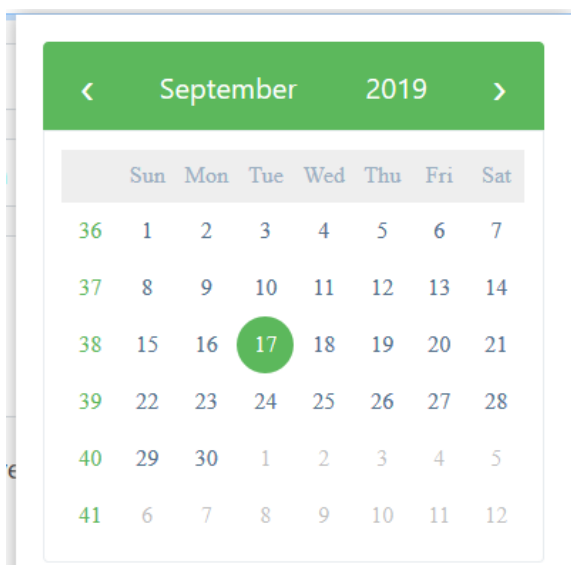 ‹ September 2019 ›
Sun Mon Tue Wed Thu Fri Sat
36 1 2 3 4 5 6 7
37 8 9 10 11 12 13 14
38 15 16 17 18 19 20 21
39 22 23 24 25 26 27 28
40 29 30 1 2 3 4 5
41 6 7 8 9 10 11 12